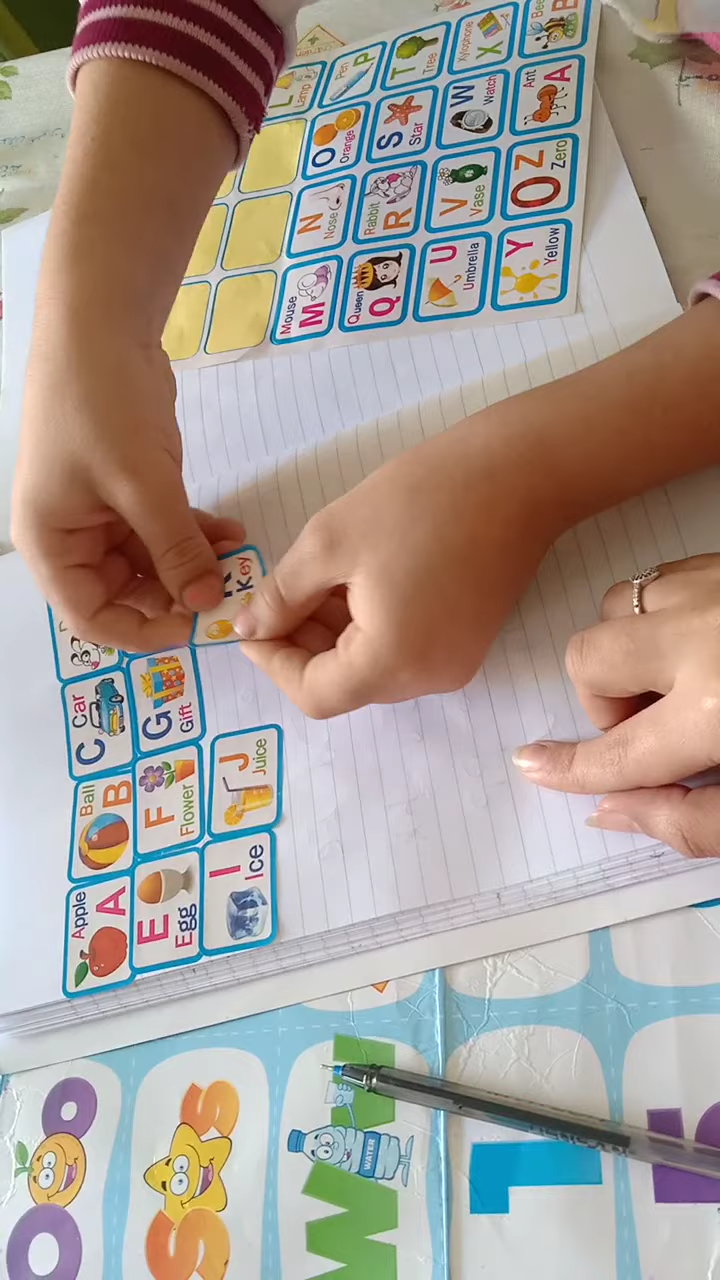 Apple
A
Ball
B
C
Car
E
Egg
F
Flower
G
Gift
I
Ice
J
Juice
Key
L
Lamp
Pen
P
T
Tree
Xylophone
X
Bee
B
O
Orange
S
Star
W
Watch
Ant
A
N
Nose
Rabbit
R
V
Vase
Z
Zero
Mouse
M
Queen
Q
U
Umbrella
Y
Yellow
O O
S S
W
WATER
1